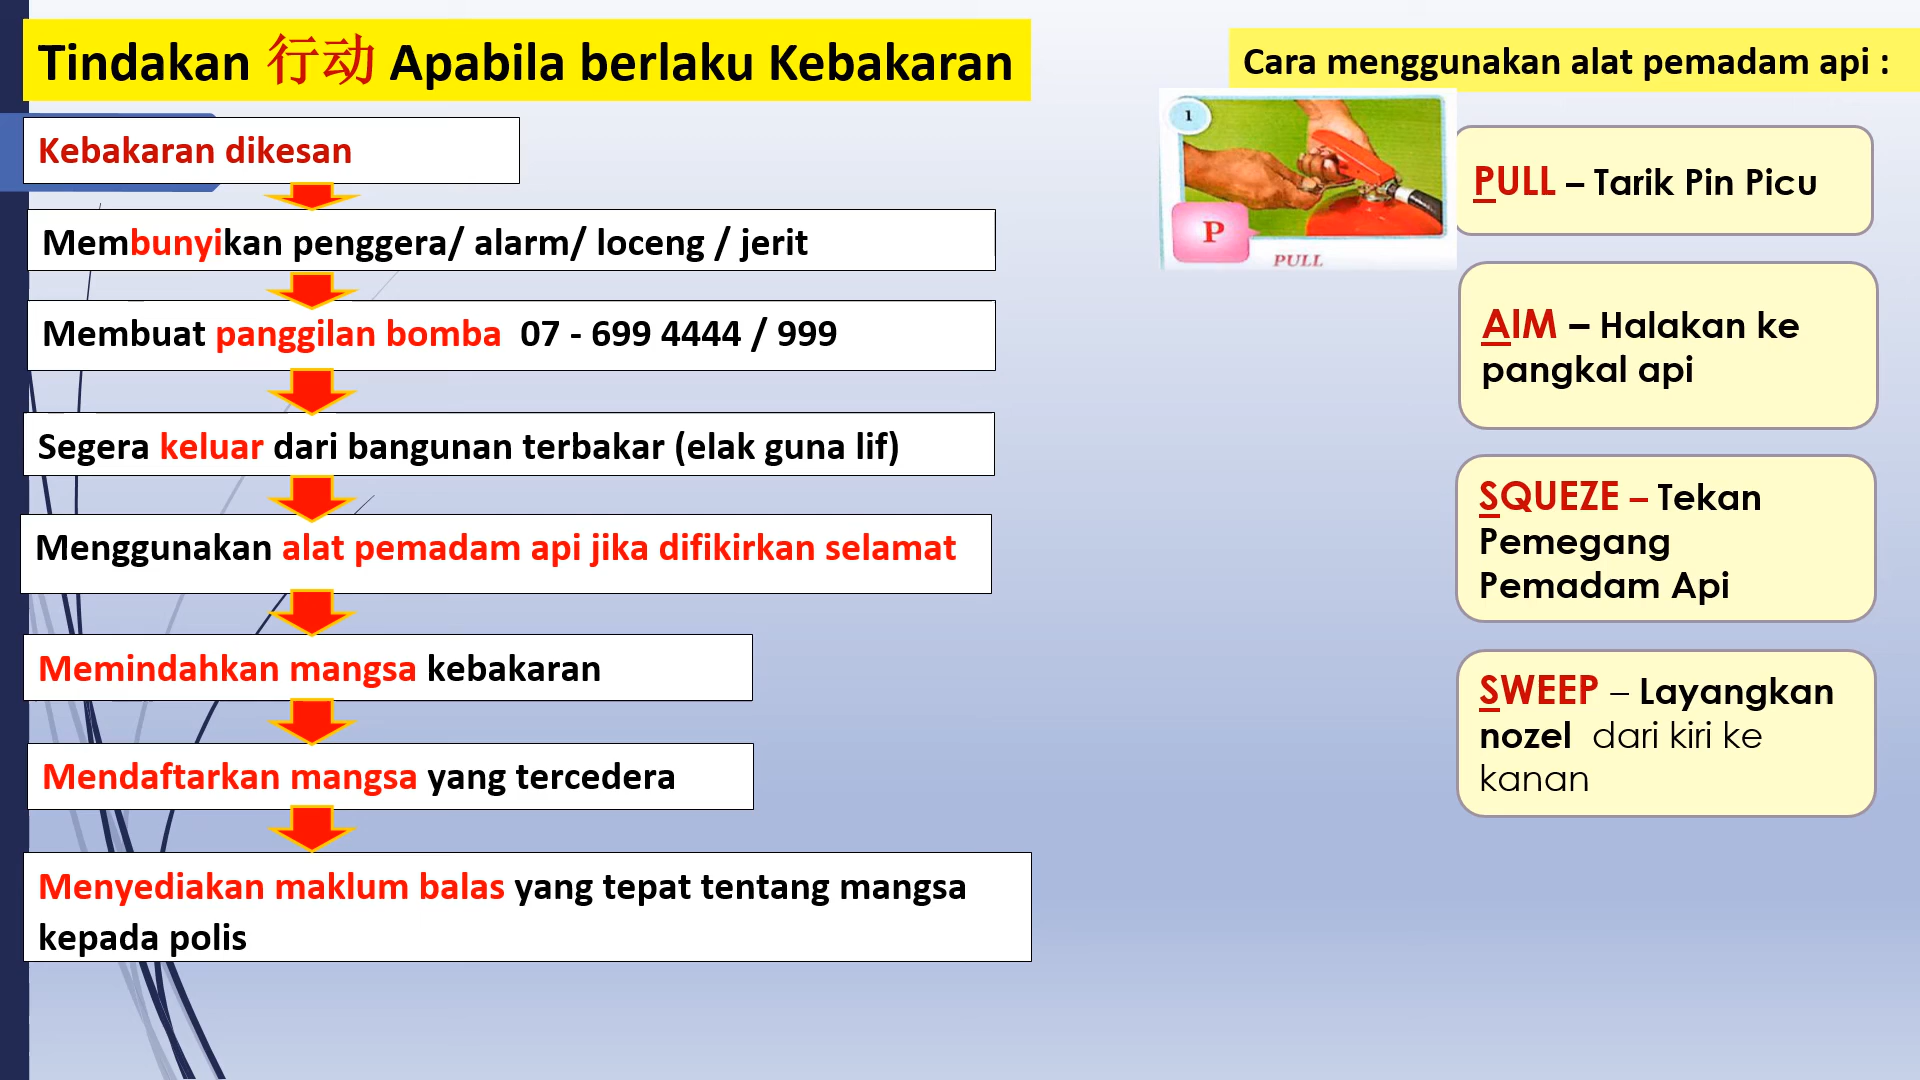 Tindakan 行动 Apabila berlaku Kebakaran
Kebakaran dikesan
Membunyikan penggera/ alarm/ loceng / jerit
Membuat panggilan bomba 07 - 699 4444 / 999
Segera keluar dari bangunan terbakar (elak guna lif)
Menggunakan alat pemadam api jika difikirkan selamat
Memindahkan mangsa kebakaran
Mendaftarkan mangsa yang tercedera
Menyediakan maklum balas yang tepat tentang mangsa
kepada polis
Cara menggunakan alat pemadam api :
1
P
PULL
PULL – Tarik Pin Picu
AIM – Halakan ke
pangkal api
SQUEZE – Tekan
Pemegang
Pemadam Api
SWEEP – Layangkan
nozel dari kiri ke
kanan